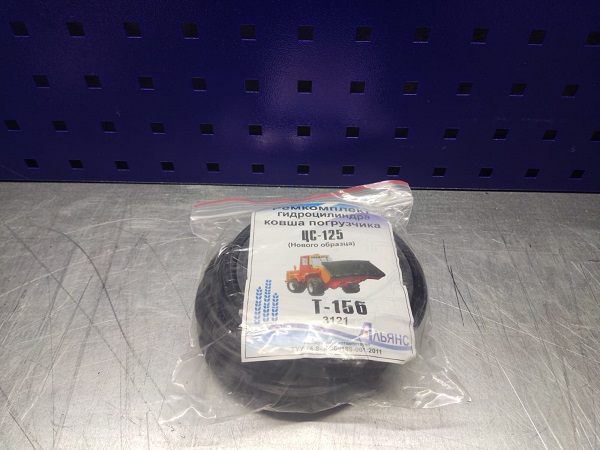 Ремкомплект
гидроцилиндра
ковша погрузчика
ЦС-125
(Нового образца)
Т-156
3121
Альянс